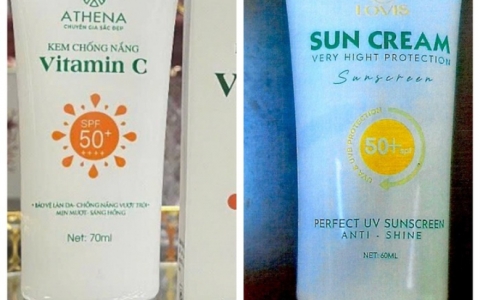 ATHENA
CHUYÊN GIA SẮC ĐẸP
KEM CHỐNG NẮNG
Vitamin C
SPF
50+
++++
BẢO VỆ LÀN DA - CHỐNG NẮNG VƯỢT TRỘI
MỊN MƯỢT - SÁNG HỒNG
Net: 70ml
LOVIS
SUN CREAM
VERY HIGHT PROTECTION
Sunscreen
50+
PERFECT UV SUNSCREEN
ANTI - SHINE
NET: 60ML